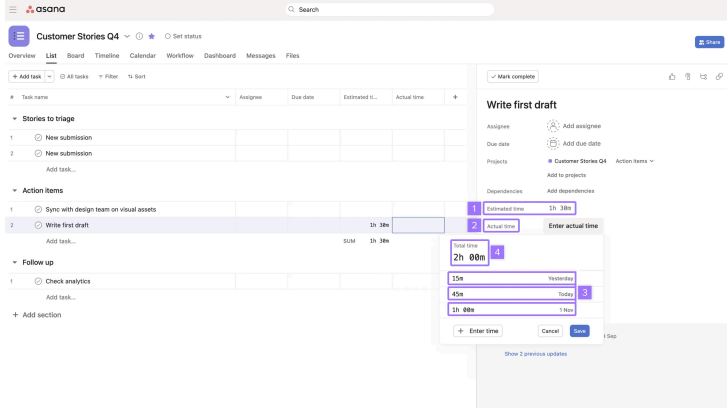 asana
Search
Customer Stories Q4
Set status
Share
Overview List Board Timeline Calendar Workflow Dashboard Messages Files
+ Add task
All tasks
Filter
Sort
Mark complete
# Task name Assignee Due date Estimated ti... Actual time +
Write first draft
Assignee Add assignee
Due date Add due date
Projects Customer Stories Q4 Action items
Add to projects
Dependencies Add dependencies
1 Estimated time 1h 30m
2 Actual time Enter actual time
Stories to triage
1 New submission
2 New submission
Add task...
Action items
1 Sync with design team on visual assets
2 Write first draft 1h 30m
Add task... SUM 1h 30m
Follow up
1 Check analytics
Add task...
+ Add section
Total time
2h 00m
4
15m Yesterday
45m Today
3
1h 00m 1 Nov
+ Enter time
Cancel
Save
Sep
Show 2 previous updates